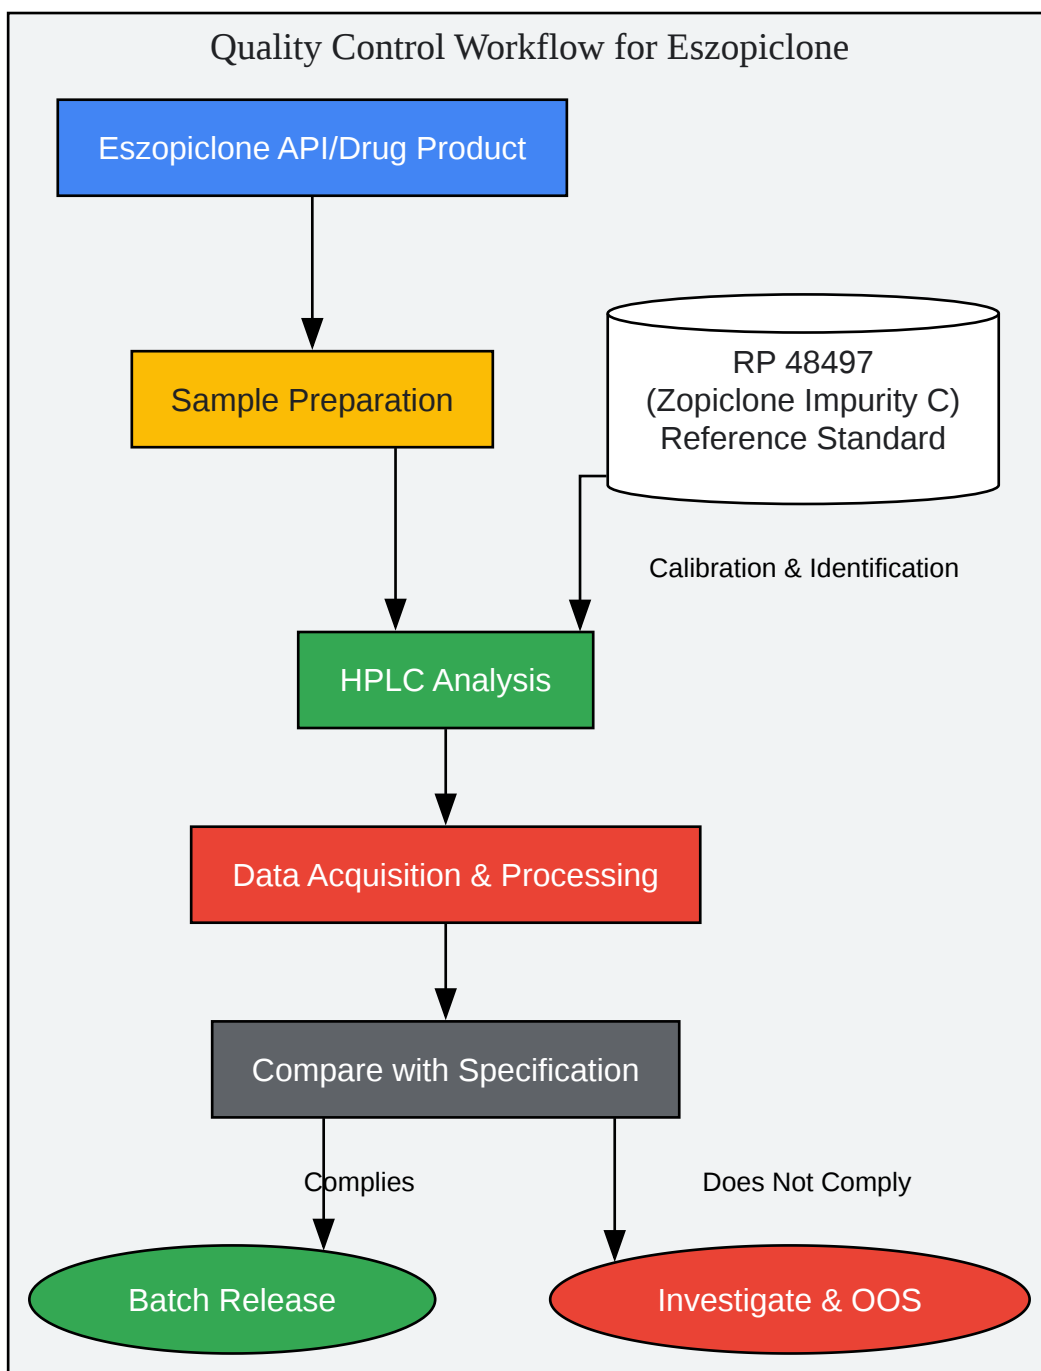 Quality Control Workflow for Eszopiclone
Eszopiclone API/Drug Product
Sample Preparation
RP 48497
(Zopiclone Impurity C)
Reference Standard
Calibration & Identification
HPLC Analysis
Data Acquisition & Processing
Compare with Specification
Complies
Does Not Comply
Batch Release
Investigate & OOS